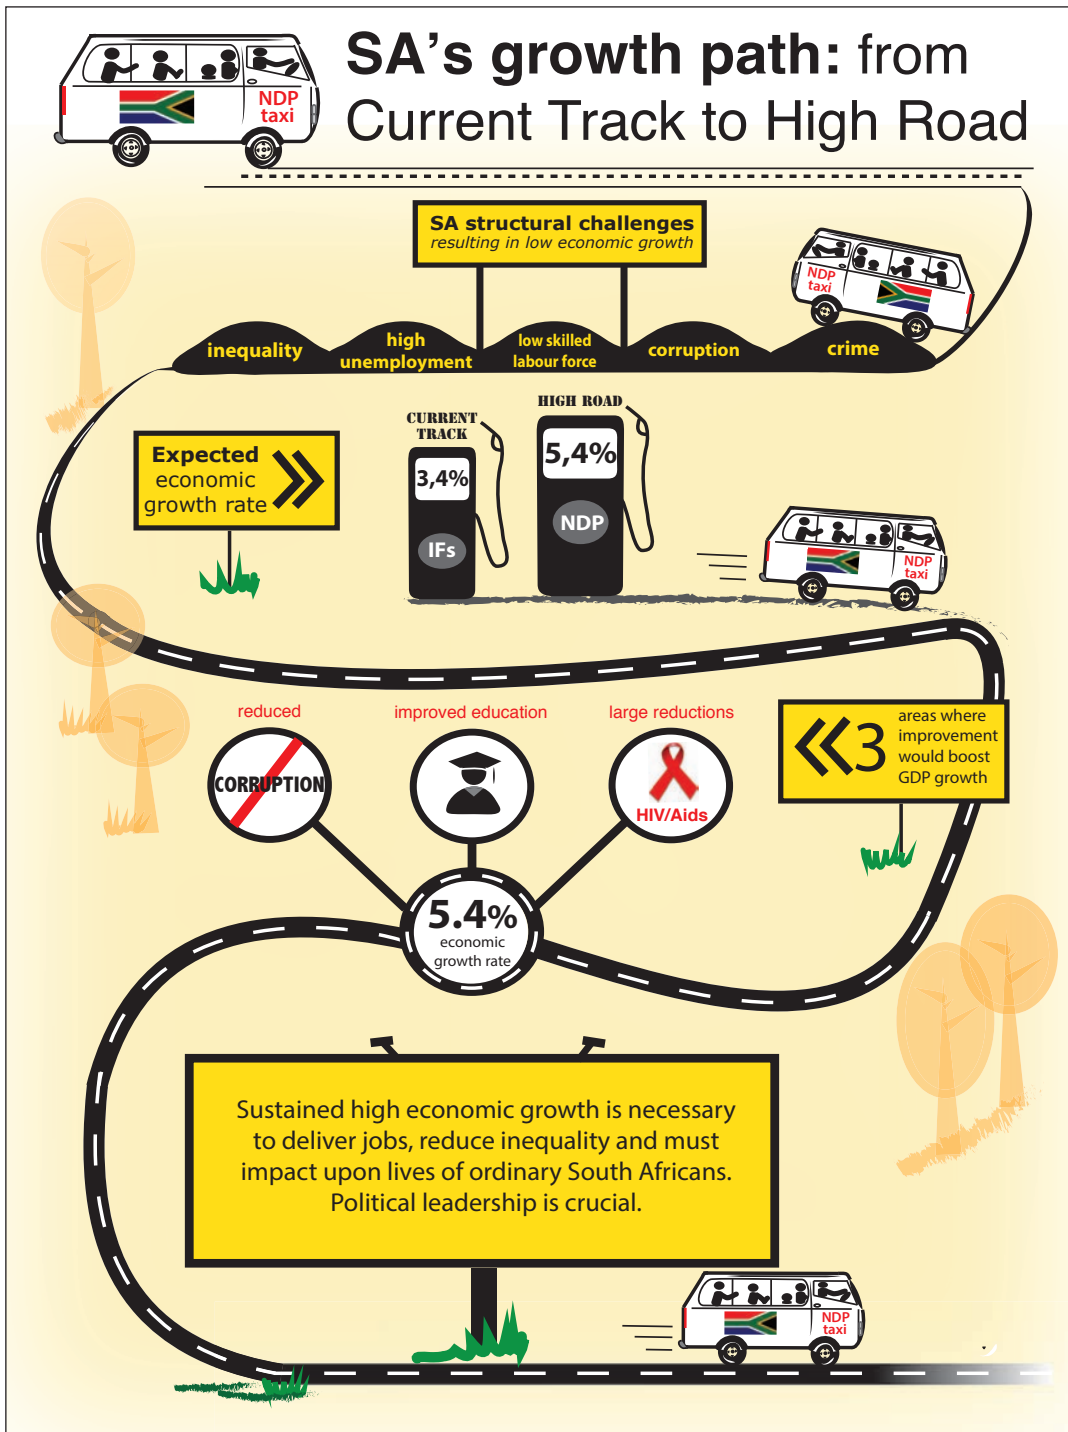 SA's growth path: from
Current Track to High Road
NDP
taxi
SA structural challenges
resulting in low economic growth
NDP
taxi
inequality
high
unemployment
low skilled
labour force
corruption
crime
Expected
economic
growth rate
CURRENT
TRACK
3,4%
IFs
HIGH ROAD
5,4%
NDP
NDP
taxi
reduced
CORRUPTION
improved education
large reductions
HIV/Aids
3
areas where
improvement
would boost
GDP growth
5.4%
economic
growth rate
Sustained high economic growth is necessary
to deliver jobs, reduce inequality and must
impact upon lives of ordinary South Africans.
Political leadership is crucial.
NDP
taxi